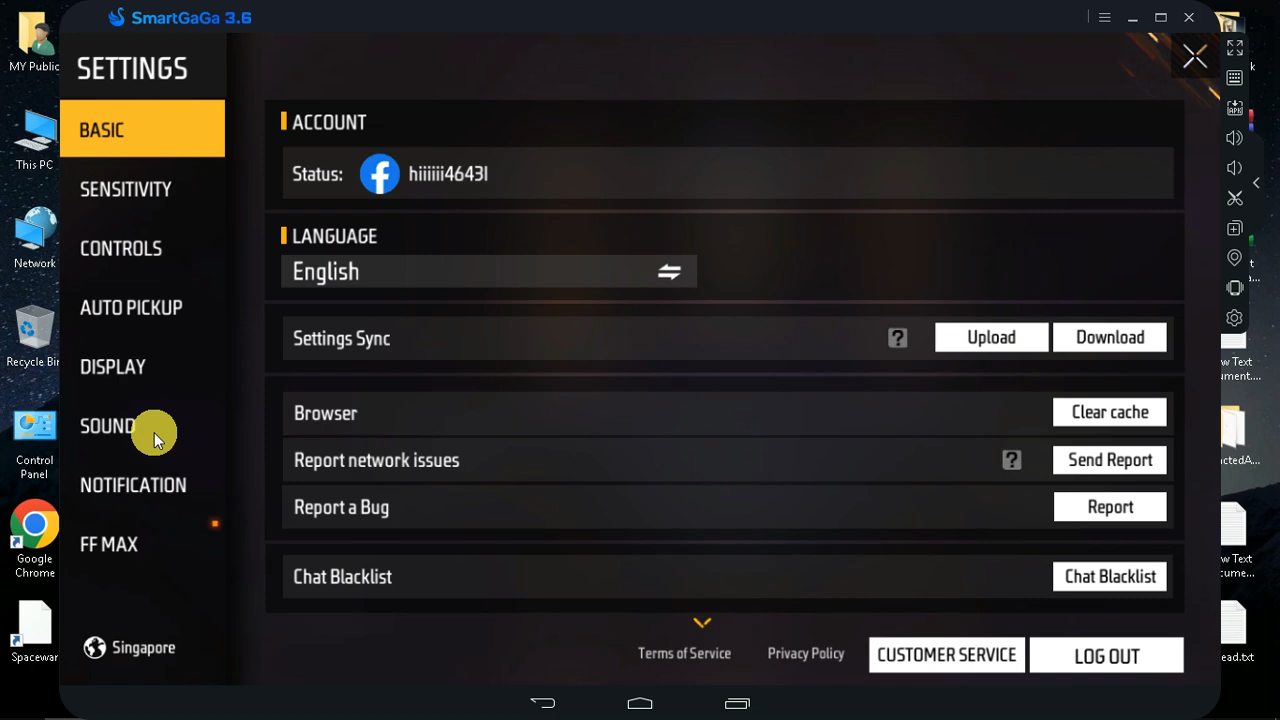 SmartGaGa 3.6
MY Public
This PC
Network
Recycle Bin
Control
Panel
Google
Chrome
SETTINGS
BASIC
SENSITIVITY
CONTROLS
AUTO PICKUP
DISPLAY
SOUND
NOTIFICATION
FF MAX
Singapore
ACCOUNT
Status: hiiiiii4643l
LANGUAGE
English
Settings Sync ? Upload Download
Browser Clear cache
Report network issues ? Send Report
Report a Bug Report
Chat Blacklist Chat Blacklist
Terms of Service Privacy Policy CUSTOMER SERVICE LOG OUT
APK